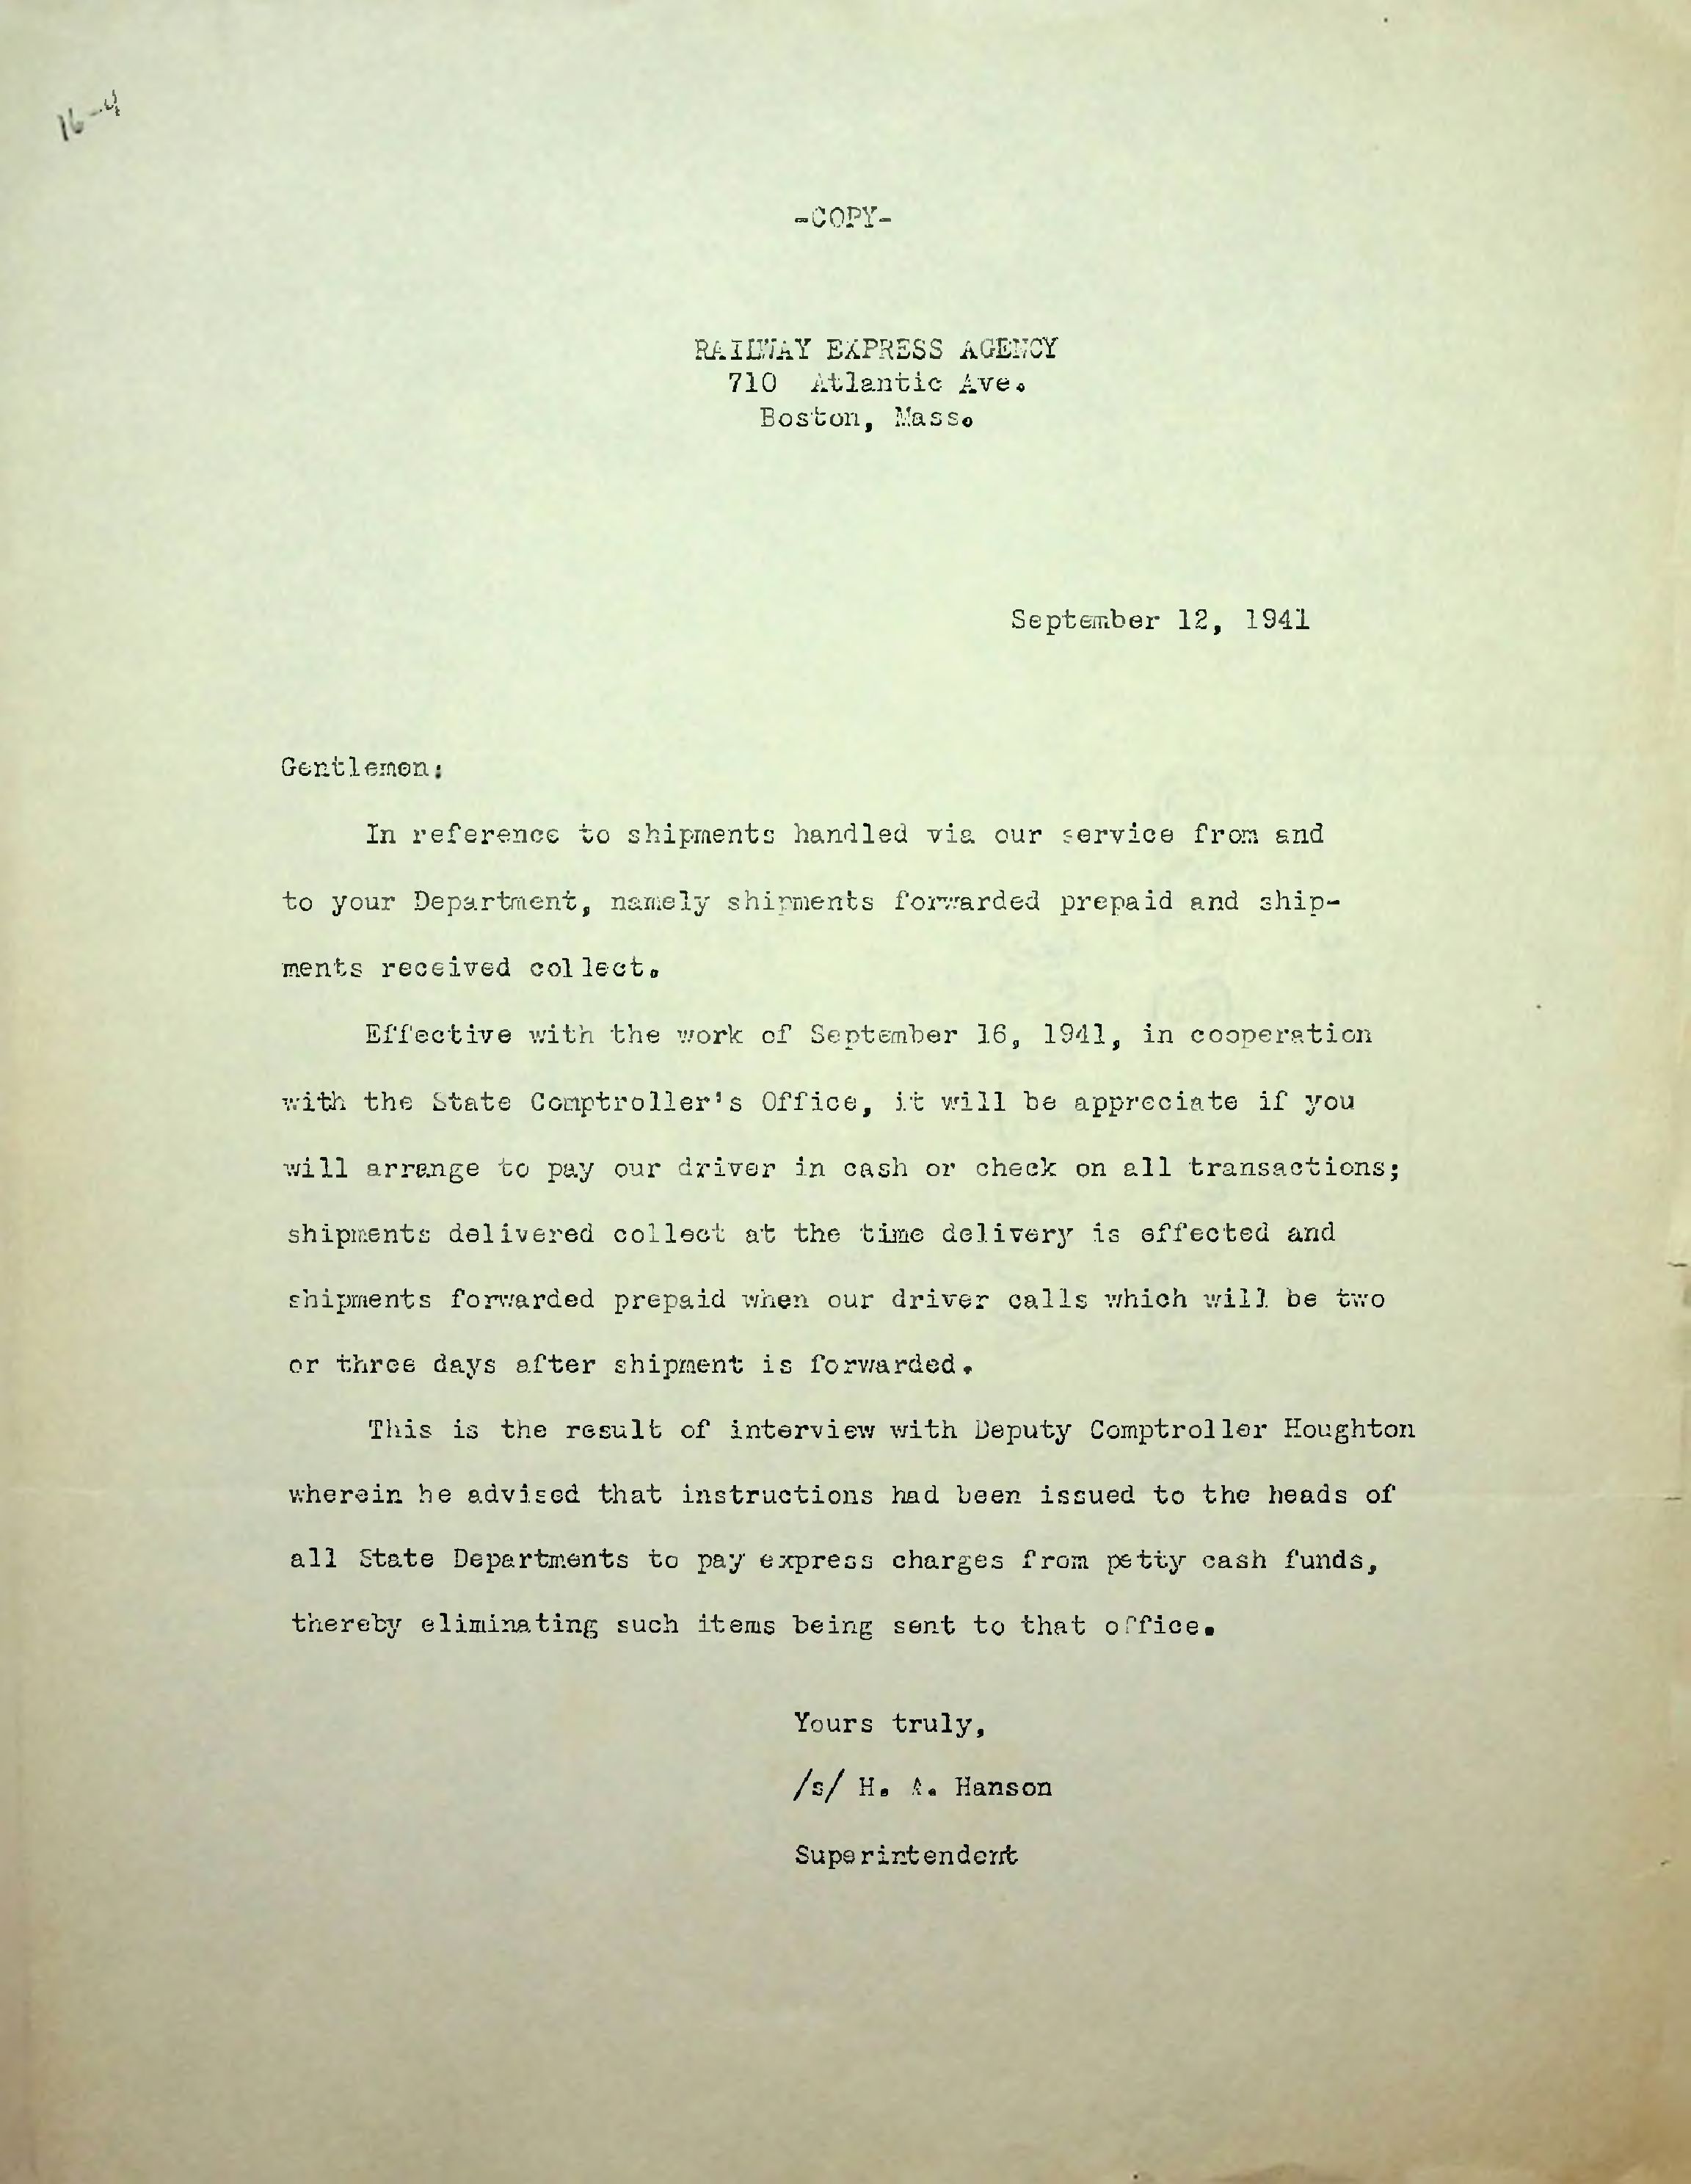 16-4
-COPY-
RAILWAY EXPRESS AGENCY
710 Atlantic Ave.
Boston, Mass.
September 12, 1941
Gentlemen:
In reference to shipments handled via our service from and
to your Department, namely shipments forwarded prepaid and ship-
ments received collect.
Effective with the work of September 16, 1941, in cooperation
with the State Comptroller's Office, it will be appreciate if you
will arrange to pay our driver in cash or check on all transactions;
shipments delivered collect at the time delivery is effected and
shipments forwarded prepaid when our driver calls which will be two
or three days after shipment is forwarded.
This is the result of interview with Deputy Comptroller Houghton
wherein he advised that instructions had been issued to the heads of
all State Departments to pay express charges from petty cash funds,
thereby eliminating such items being sent to that office.
Yours truly,
/s/ H. A. Hanson
Superintendent